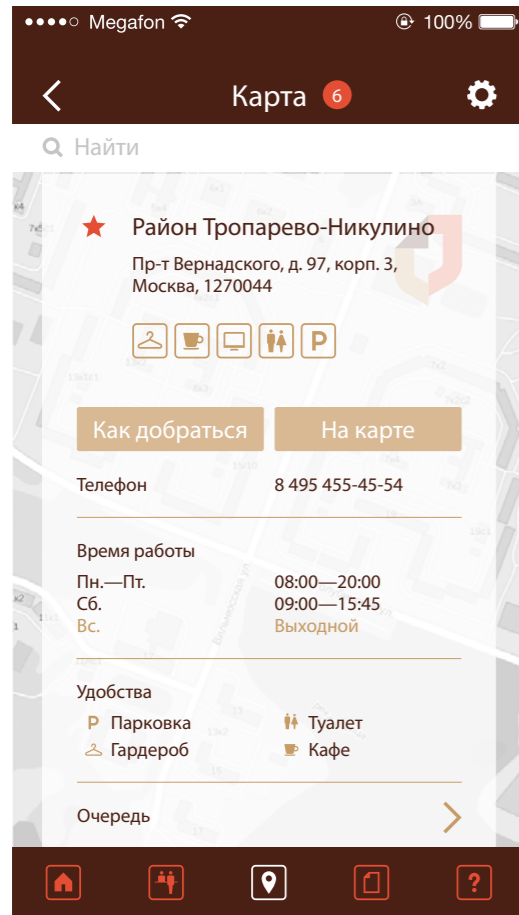 Megafon 100%
Карта 6
Найти
Район Тропарево-Никулино
Пр-т Вернадского, д. 97, корп. 3,
Москва, 1270044
P
Как добраться На карте
Телефон 8 495 455-45-54
Время работы
Пн.—Пт. 08:00—20:00
Сб. 09:00—15:45
Вс. Выходной
Удобства
P Парковка Туалет
Гардероб Кафе
Очередь
?